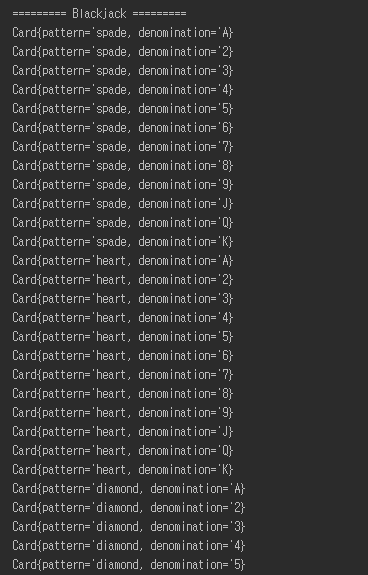 ========= Blackjack =========
Card{pattern='spade, denomination='A}
Card{pattern='spade, denomination='2}
Card{pattern='spade, denomination='3}
Card{pattern='spade, denomination='4}
Card{pattern='spade, denomination='5}
Card{pattern='spade, denomination='6}
Card{pattern='spade, denomination='7}
Card{pattern='spade, denomination='8}
Card{pattern='spade, denomination='9}
Card{pattern='spade, denomination='J}
Card{pattern='spade, denomination='Q}
Card{pattern='spade, denomination='K}
Card{pattern='heart, denomination='A}
Card{pattern='heart, denomination='2}
Card{pattern='heart, denomination='3}
Card{pattern='heart, denomination='4}
Card{pattern='heart, denomination='5}
Card{pattern='heart, denomination='6}
Card{pattern='heart, denomination='7}
Card{pattern='heart, denomination='8}
Card{pattern='heart, denomination='9}
Card{pattern='heart, denomination='J}
Card{pattern='heart, denomination='Q}
Card{pattern='heart, denomination='K}
Card{pattern='diamond, denomination='A}
Card{pattern='diamond, denomination='2}
Card{pattern='diamond, denomination='3}
Card{pattern='diamond, denomination='4}
Card{pattern='diamond, denomination='5}